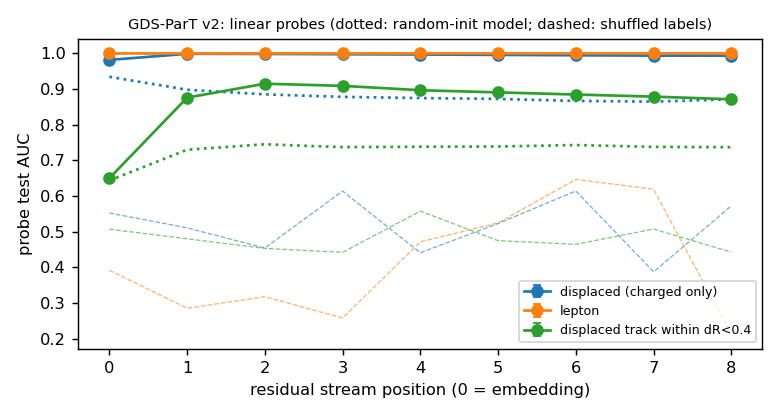 GDS-ParT v2: linear probes (dotted: random-init model; dashed: shuffled labels)
probe test AUC
1.0
0.9
0.8
0.7
0.6
0.5
0.4
0.3
0.2
displaced (charged only)
lepton
displaced track within dR<0.4
0 1 2 3 4 5 6 7 8
residual stream position (0 = embedding)